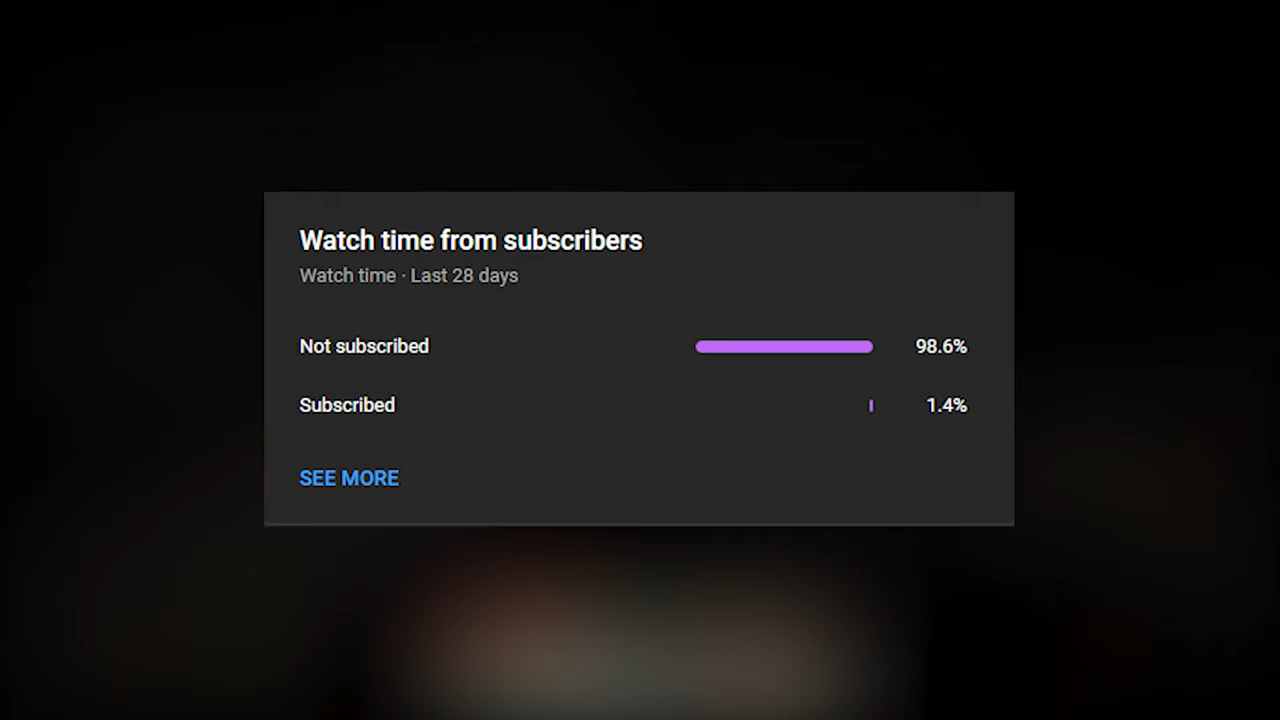 Watch time from subscribers
Watch time · Last 28 days
Not subscribed 98.6%
Subscribed 1.4%
SEE MORE